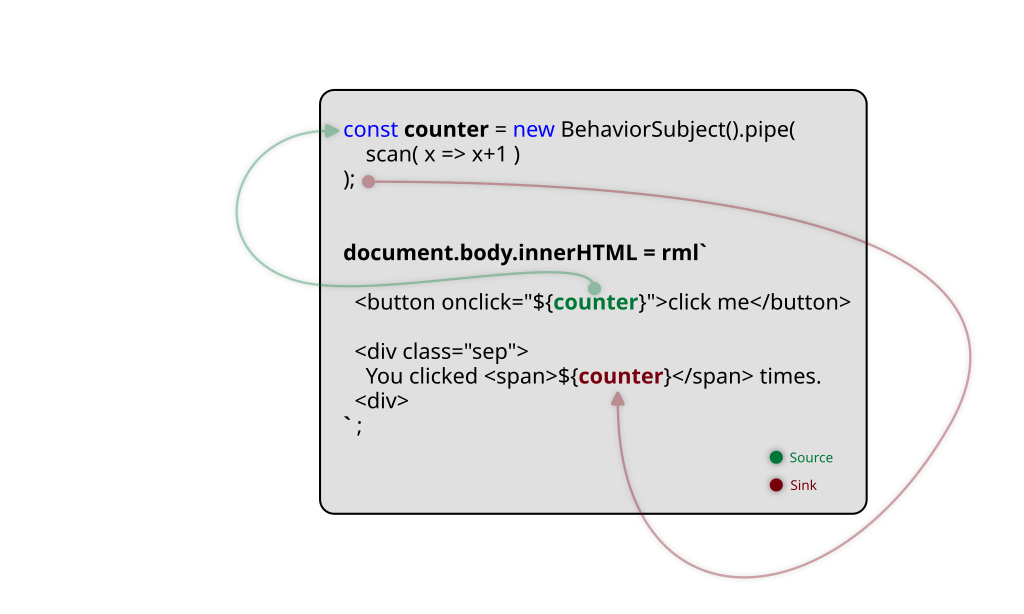 const counter = new BehaviorSubject().pipe(
scan( x => x+1 )
);
document.body.innerHTML = rml`
<button onclick="${counter}">click me</button>
<div class="sep">
You clicked <span>${counter}</span> times.
<div>
` ;
Source
Sink